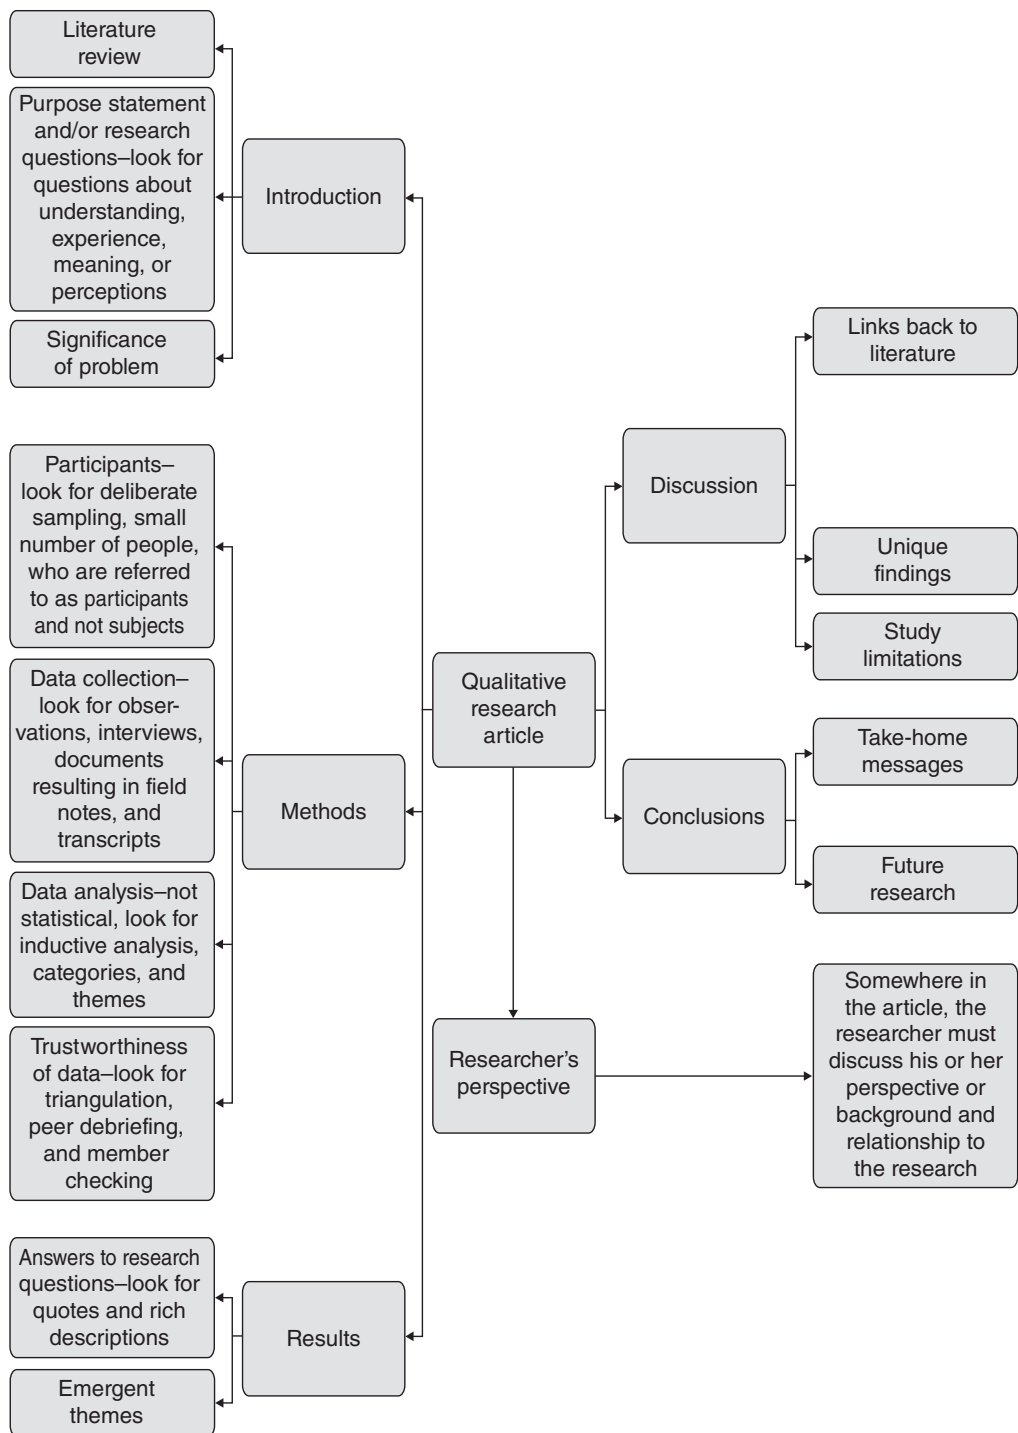 Literature
review
Purpose statement
and/or research
questions–look for
questions about
understanding,
experience,
meaning, or
perceptions
Significance
of problem
Introduction
Participants–
look for deliberate
sampling, small
number of people,
who are referred
to as participants
and not subjects
Data collection–
look for obser-
vations, interviews,
documents
resulting in field
notes, and
transcripts
Data analysis–not
statistical, look for
inductive analysis,
categories, and
themes
Trustworthiness
of data–look for
triangulation,
peer debriefing,
and member
checking
Methods
Answers to research
questions–look for
quotes and rich
descriptions
Emergent
themes
Results
Qualitative
research
article
Researcher’s
perspective
Discussion
Conclusions
Links back to
literature
Unique
findings
Study
limitations
Take-home
messages
Future
research
Somewhere in
the article, the
researcher must
discuss his or her
perspective or
background and
relationship to
the research